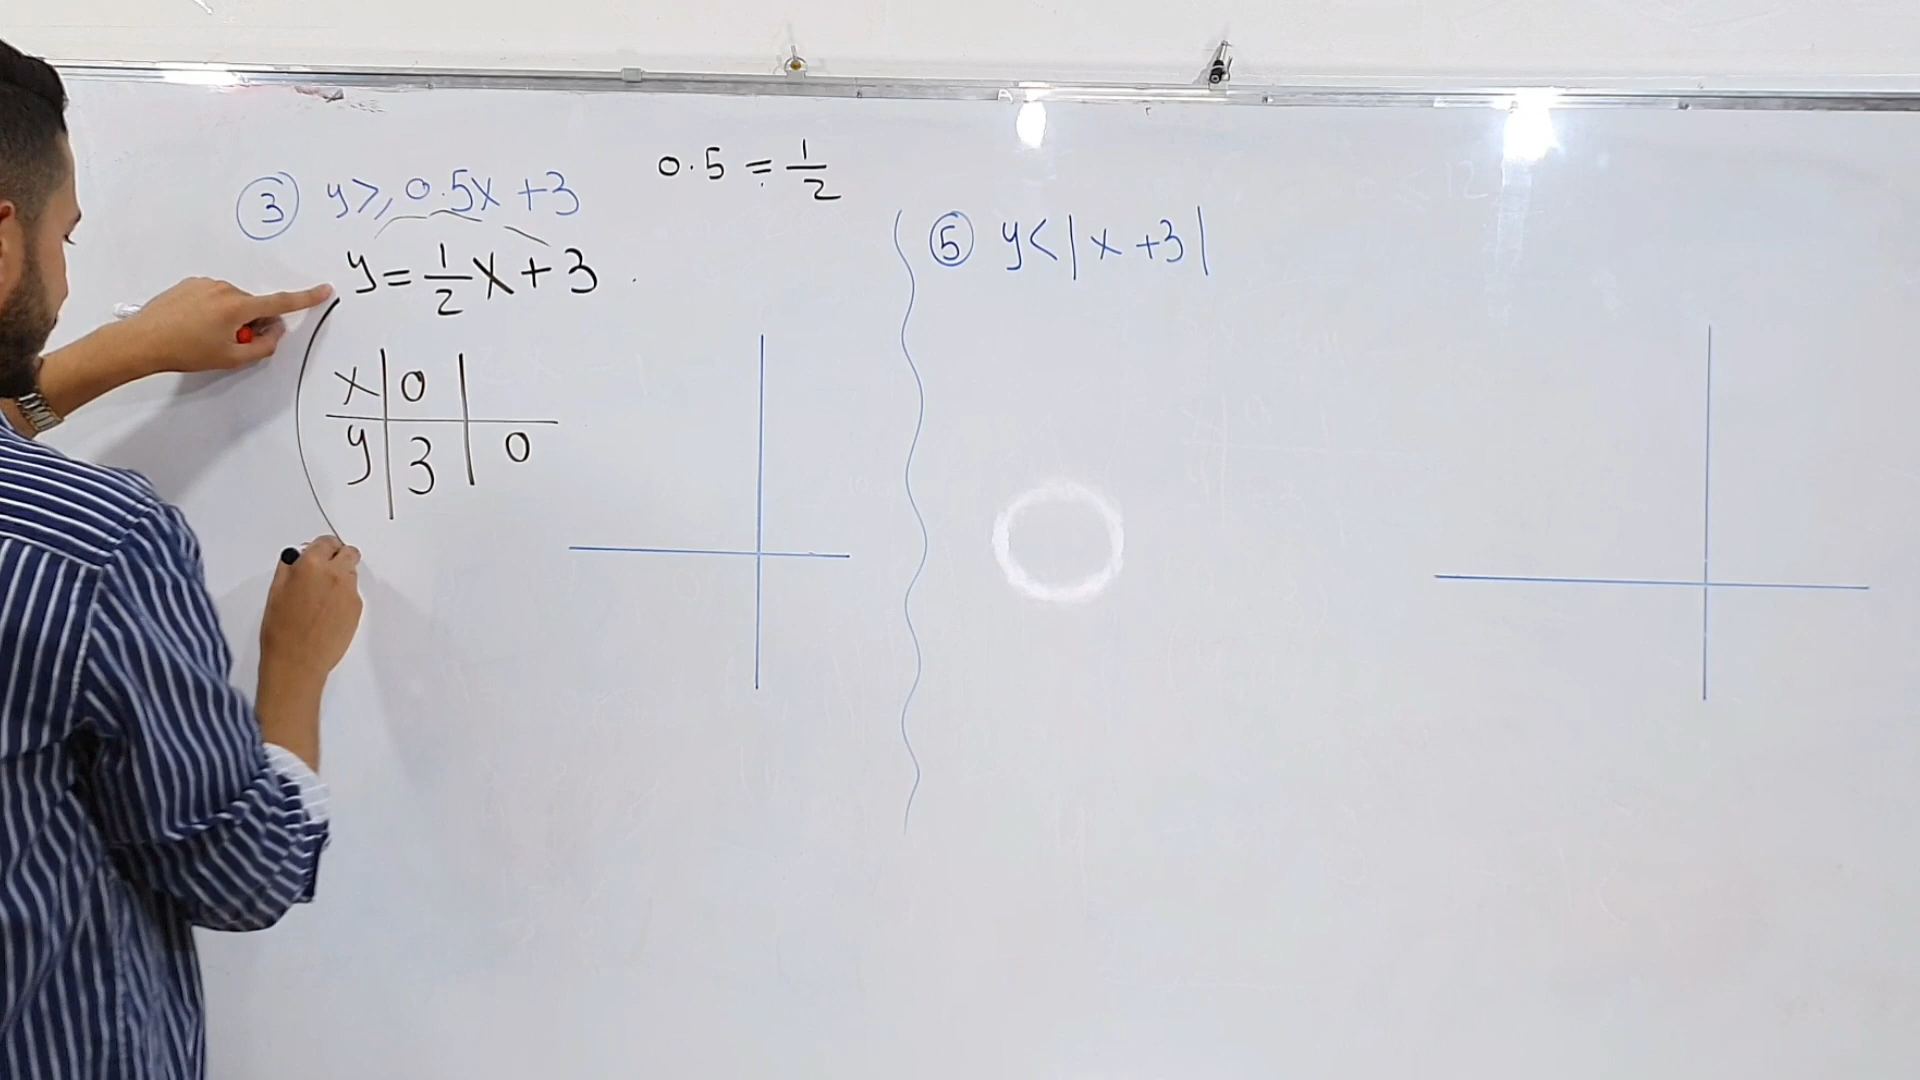 ③ y ≥ 0.5x + 3
0.5 = 1/2
y = 1/2 x + 3
x | 0 |
y | 3 | 0
⑤ y < | x + 3 |